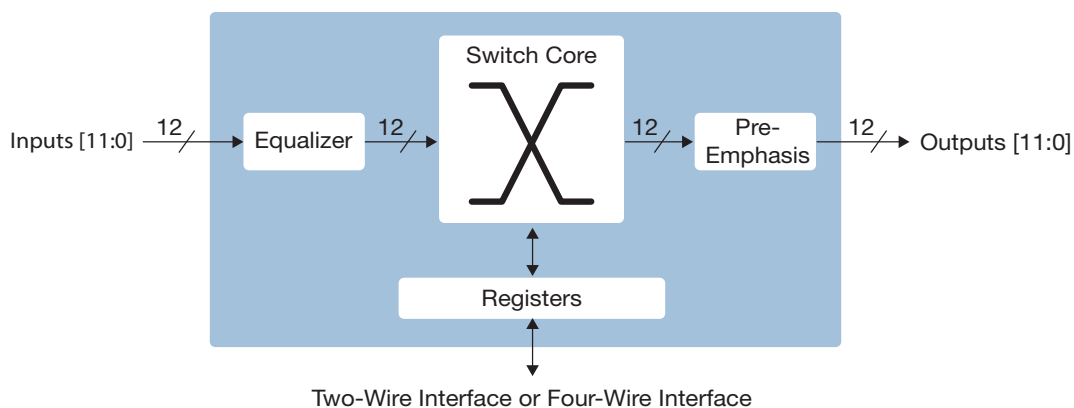 Switch Core
Inputs [11:0]
12
Equalizer
12
12
Pre-
Emphasis
12
Outputs [11:0]
Registers
Two-Wire Interface or Four-Wire Interface